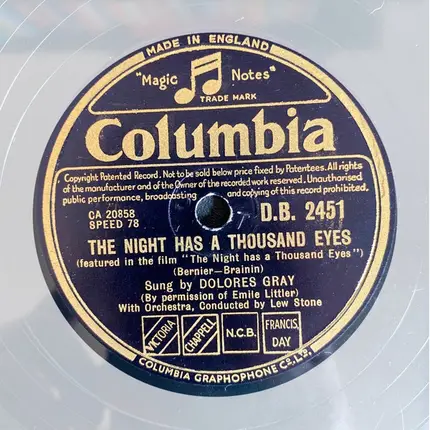 MADE IN ENGLAND
"Magic Notes"
TRADE MARK
Columbia
Copyright Patented Record. Not to be sold below price fixed by Patentees. All rights
of the manufacturer and of the Owner of the recorded work reserved. Unauthorised
public performance, broadcasting and copying of this record prohibited.
CA 20858
SPEED 78
D.B. 2451
THE NIGHT HAS A THOUSAND EYES
(featured in the film "The Night has a Thousand Eyes")
(Bernier-Brainin)
Sung by DOLORES GRAY
(By permission of Emile Littler)
With Orchestra, Conducted by Lew Stone
VICTORIA
CHAPPELL
N.C.B.
FRANCIS,
DAY
COLUMBIA GRAPHOPHONE CO., LTD.